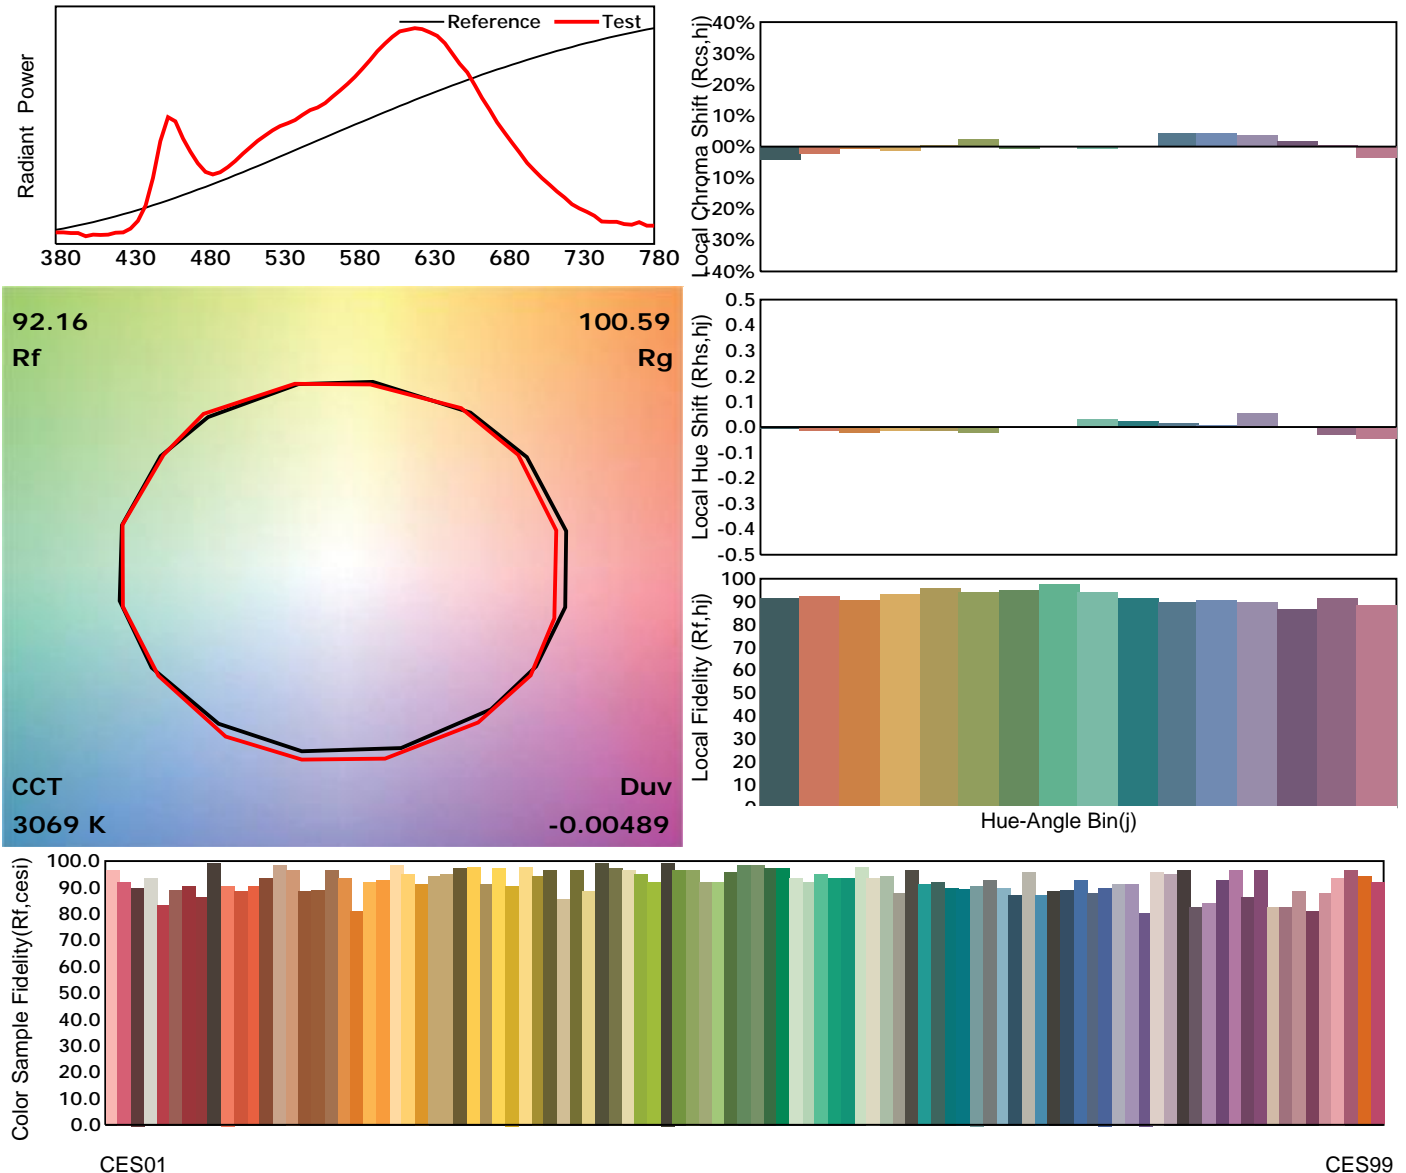 Reference
Test
Radiant Power
380 430 480 530 580 630 680 730 780
40%
30%
20%
10%
00%
-10%
-20%
-30%
-40%
Local Chroma Shift (Rcs,hj)
92.16
Rf
100.59
Rg
CCT
3069 K
Duv
-0.00489
0.5
0.4
0.3
0.2
0.1
0.0
-0.1
-0.2
-0.3
-0.4
-0.5
Local Hue Shift (Rhs,hj)
100
90
80
70
60
50
40
30
20
10
0
Local Fidelity (Rf,hj)
Hue-Angle Bin(j)
100.0
90.0
80.0
70.0
60.0
50.0
40.0
30.0
20.0
10.0
0.0
Color Sample Fidelity(Rf,cesi)
CES01
CES99